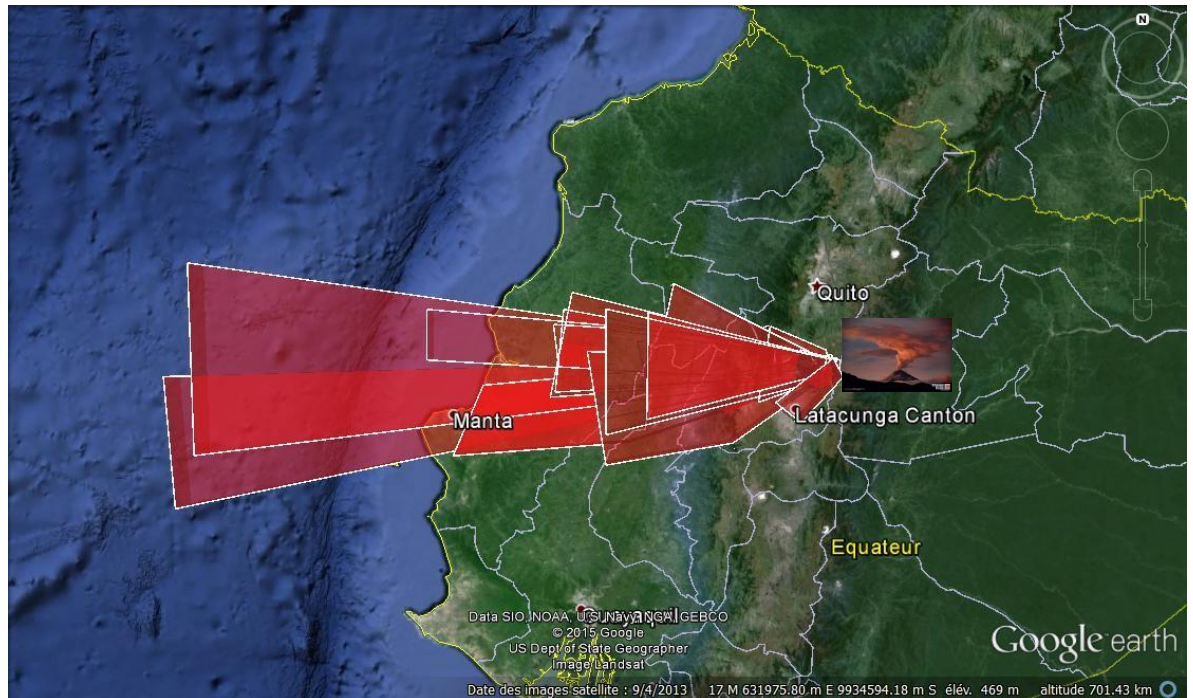 N
Quito
Manta
Latacunga Canton
Equateur
Guayaquil
Data SIO, NOAA, U.S. Navy, NGA, GEBCO
© 2015 Google
US Dept of State Geographer
Image Landsat
Google earth
Date des images satellite : 9/4/2013 17 M 631975.80 m E 9934594.18 m S élév. 469 m altitude 701.43 km